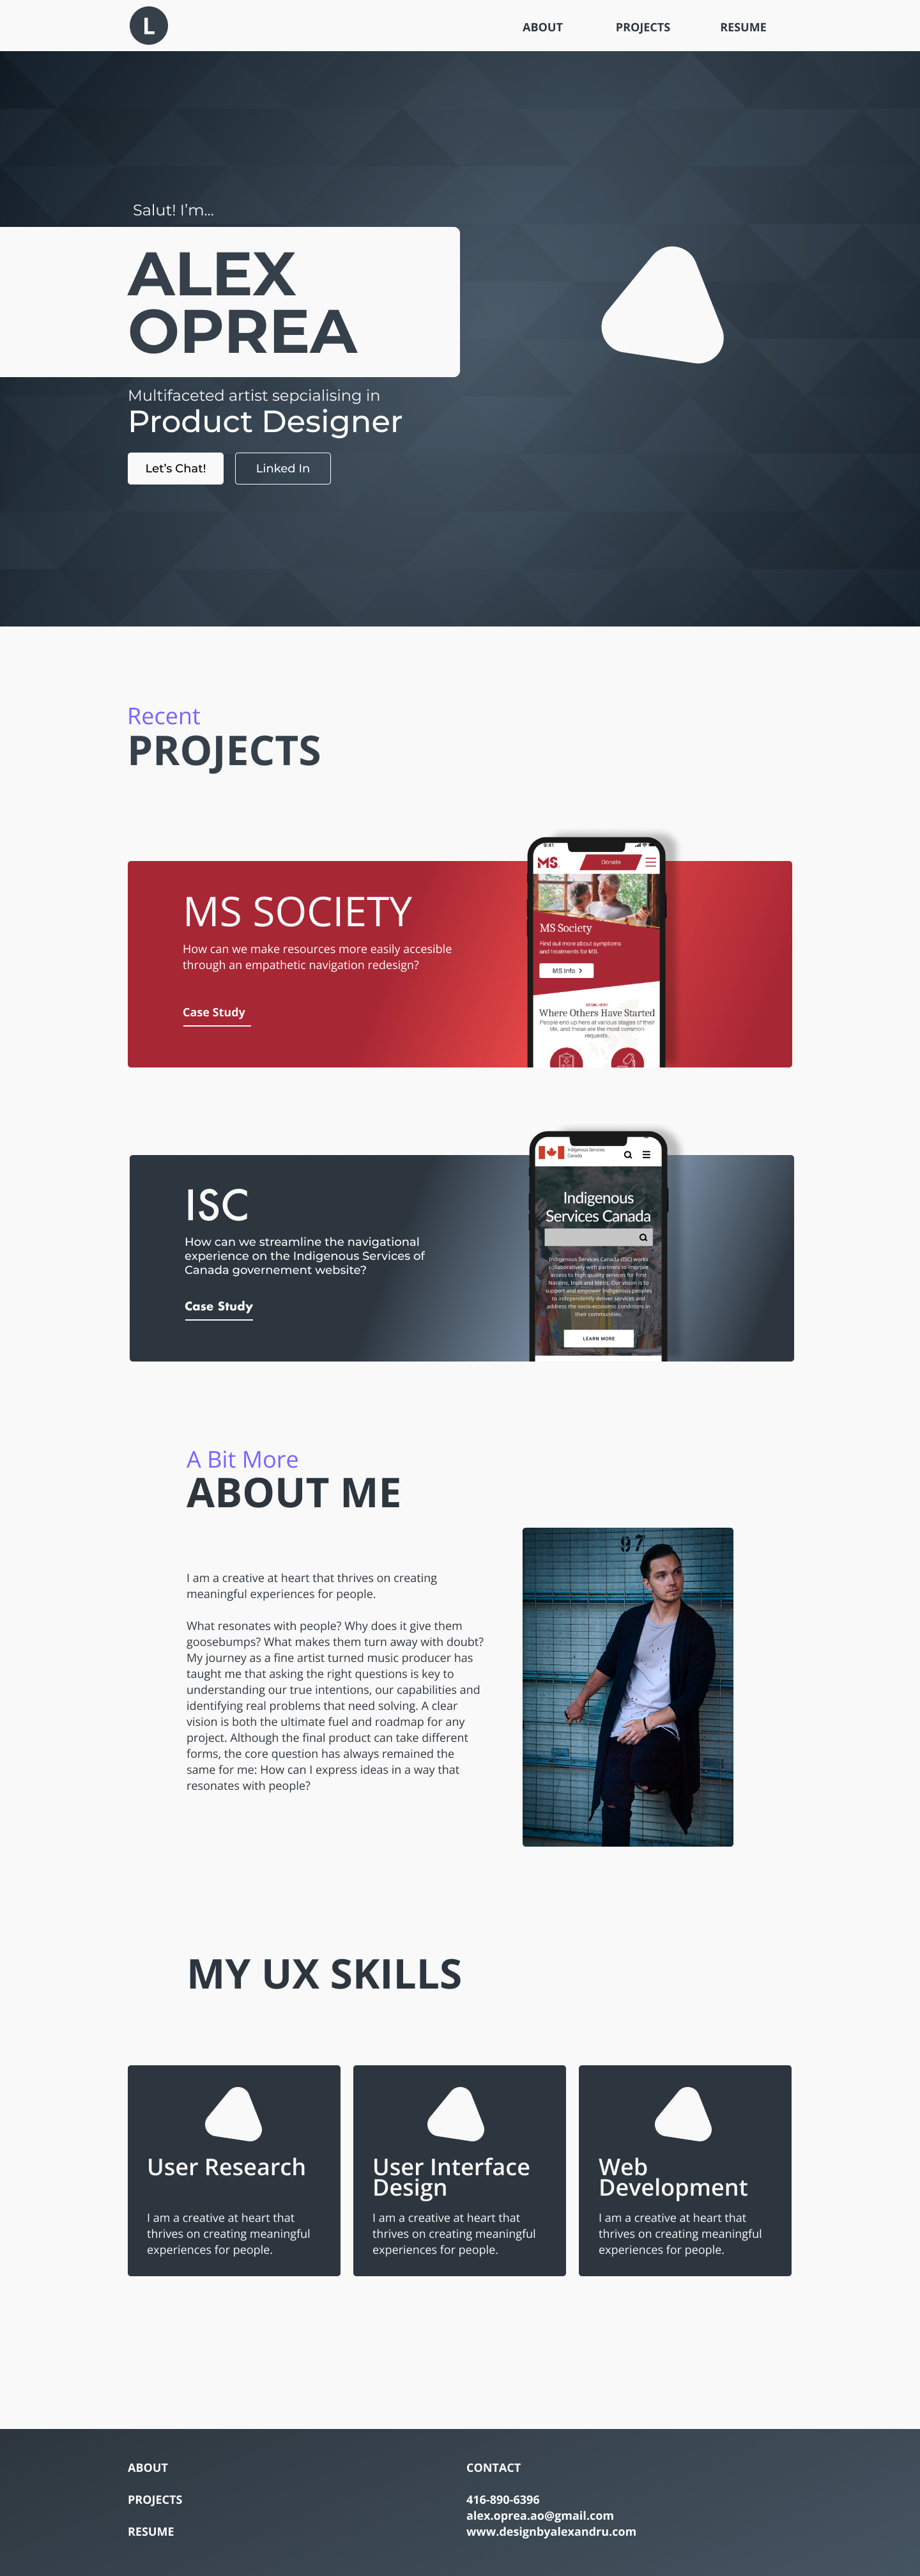 L
ABOUT
PROJECTS
RESUME
Salut! I'm...
ALEX
OPREA
Multifaceted artist sepcialising in
Product Designer
Let's Chat!
Linked In
Recent
PROJECTS
MS SOCIETY
How can we make resources more easily accesible
through an empathetic navigation redesign?
Case Study
9:41
MS
Donate
MS Society
Find out more about symptoms
and treatments for MS.
MS Info
BEGIN HERE
Where Others Have Started
People end up here at various stages of their
life, and these are the most common
requests.
ISC
How can we streamline the navigational
experience on the Indigenous Services of
Canada governement website?
Case Study
Indigenous Services
Canada
Indigenous
Services Canada
Indigenous Services Canada (ISC) works
collaboratively with partners to improve
access to high quality services for First
Nations, Inuit and Métis. Our vision is to
support and empower Indigenous peoples
to independently deliver services and
address the socio-economic conditions in
their communities.
LEARN MORE
A Bit More
ABOUT ME
I am a creative at heart that thrives on creating
meaningful experiences for people.
What resonates with people? Why does it give them
goosebumps? What makes them turn away with doubt?
My journey as a fine artist turned music producer has
taught me that asking the right questions is key to
understanding our true intentions, our capabilities and
identifying real problems that need solving. A clear
vision is both the ultimate fuel and roadmap for any
project. Although the final product can take different
forms, the core question has always remained the
same for me: How can I express ideas in a way that
resonates with people?
97
MY UX SKILLS
User Research
I am a creative at heart that
thrives on creating meaningful
experiences for people.
User Interface
Design
I am a creative at heart that
thrives on creating meaningful
experiences for people.
Web
Development
I am a creative at heart that
thrives on creating meaningful
experiences for people.
ABOUT
PROJECTS
RESUME
CONTACT
416-890-6396
alex.oprea.ao@gmail.com
www.designbyalexandru.com